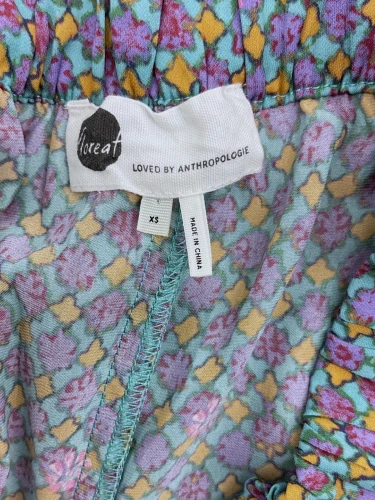 floreat
LOVED BY ANTHROPOLOGIE
XS
MADE IN CHINA